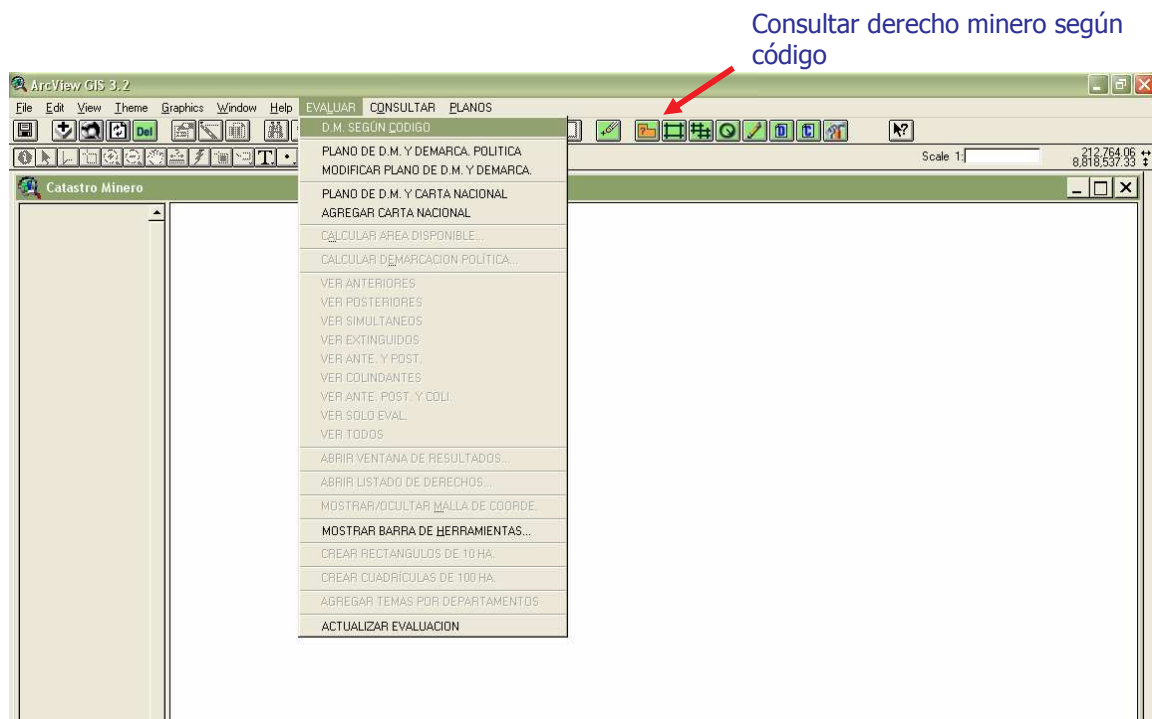 Consultar derecho minero según
código
ArcView GIS 3.2
File Edit View Theme Graphics Window Help EVALUAR CONSULTAR PLANOS
Del
D.M. SEGÚN CODIGO
Scale 1:
212,764.06
8,818,537.33
Catastro Minero
PLANO DE D.M. Y DEMARCA. POLITICA
MODIFICAR PLANO DE D.M. Y DEMARCA.
PLANO DE D.M. Y CARTA NACIONAL
AGREGAR CARTA NACIONAL
CALCULAR AREA DISPONIBLE...
CALCULAR DEMARCACION POLÍTICA...
VER ANTERIORES
VER POSTERIORES
VER SIMULTANEOS
VER EXTINGUIDOS
VER ANTE. Y POST.
VER COLINDANTES
VER ANTE. POST. Y COLI.
VER SOLO EVAL.
VER TODOS
ABRIR VENTANA DE RESULTADOS...
ABRIR LISTADO DE DERECHOS...
MOSTRAR/OCULTAR MALLA DE COORDE.
MOSTRAR BARRA DE HERRAMIENTAS...
CREAR RECTANGULOS DE 10 HA.
CREAR CUADRÍCULAS DE 100 HA.
AGREGAR TEMAS POR DEPARTAMENTOS
ACTUALIZAR EVALUACION